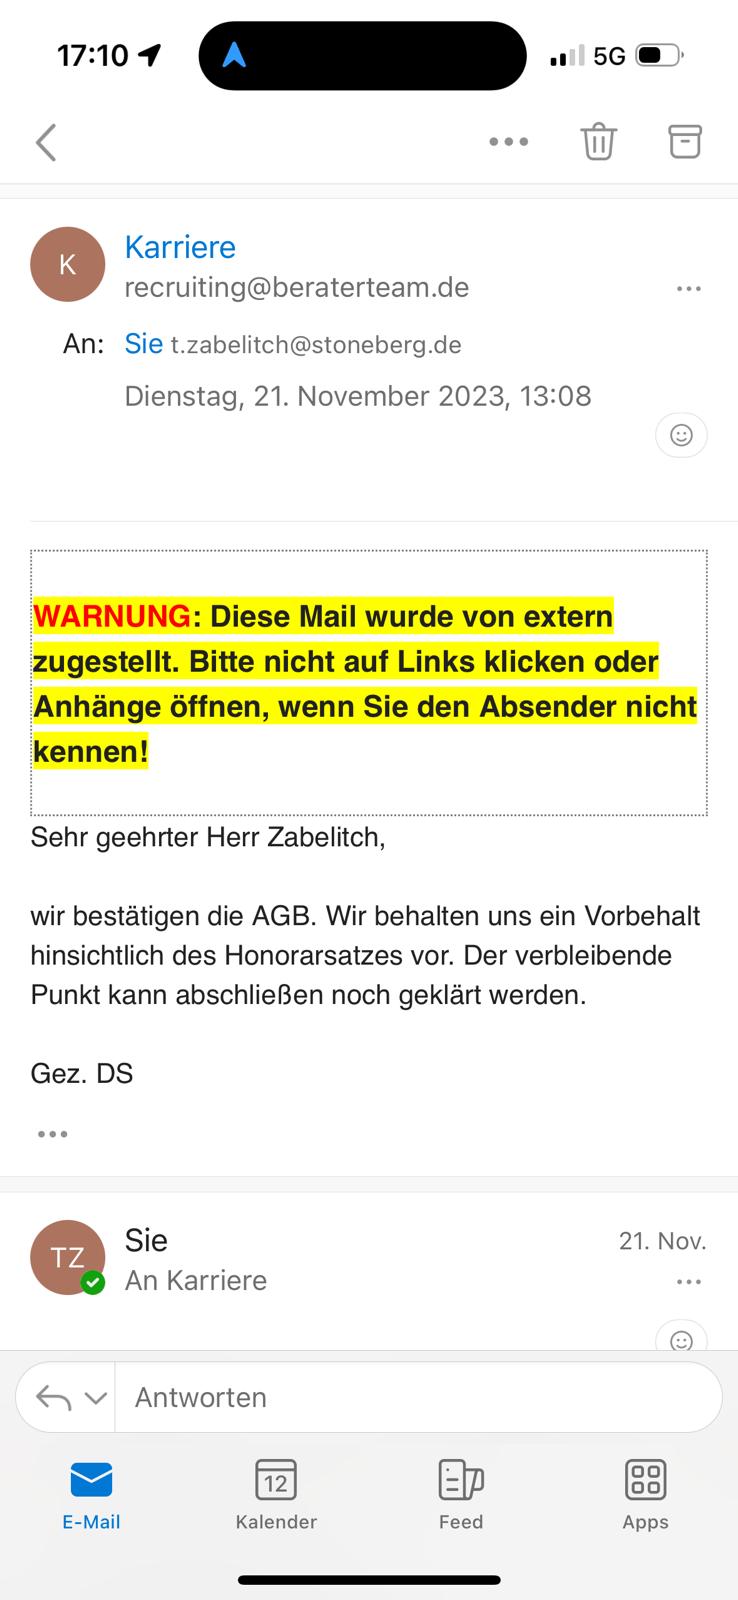 17:10
5G
K
Karriere
recruiting@beraterteam.de
An: Sie t.zabelitch@stoneberg.de
Dienstag, 21. November 2023, 13:08
WARNUNG: Diese Mail wurde von extern
zugestellt. Bitte nicht auf Links klicken oder
Anhänge öffnen, wenn Sie den Absender nicht
kennen!
Sehr geehrter Herr Zabelitch,
wir bestätigen die AGB. Wir behalten uns ein Vorbehalt
hinsichtlich des Honorarsatzes vor. Der verbleibende
Punkt kann abschließen noch geklärt werden.
Gez. DS
TZ
Sie
21. Nov.
An Karriere
Antworten
12
E-Mail
Kalender
Feed
Apps